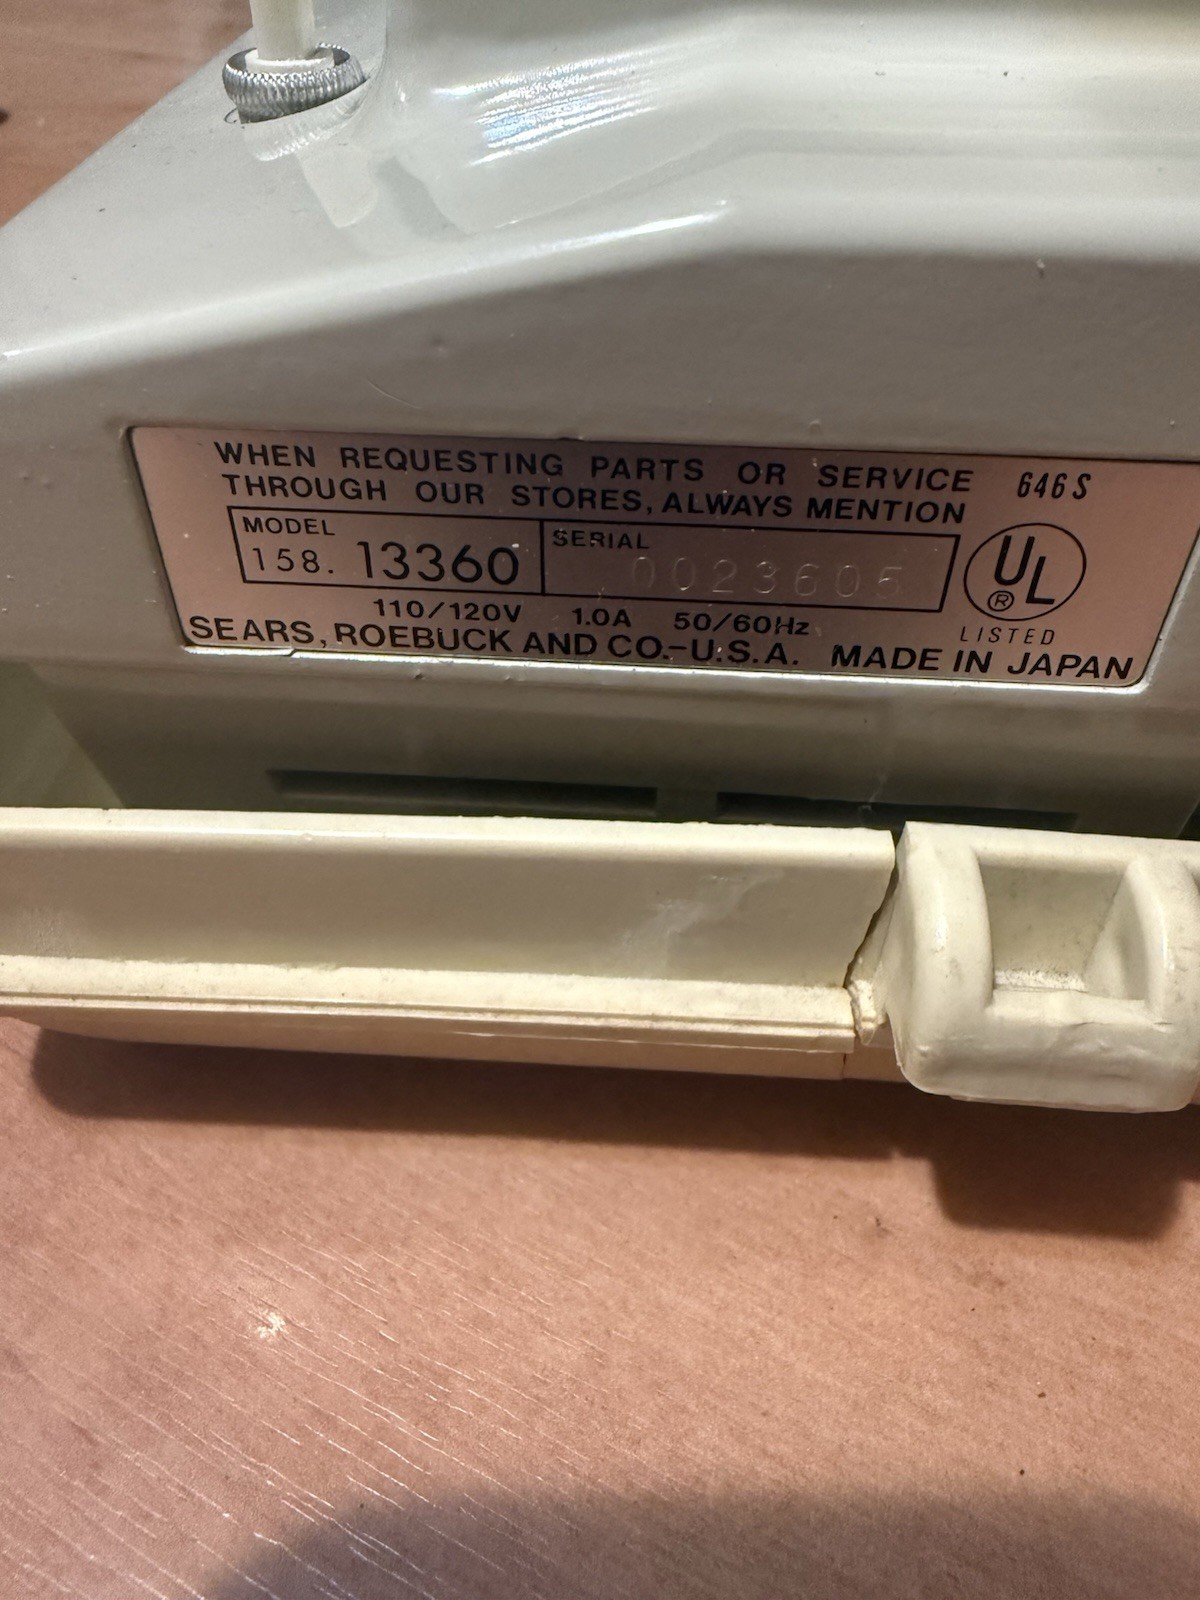 WHEN REQUESTING PARTS OR SERVICE 646 S
THROUGH OUR STORES, ALWAYS MENTION
MODEL SERIAL
158. 13360 0023605
UL
®
LISTED
110/120V 1.0A 50/60Hz
SEARS, ROEBUCK AND CO.-U.S.A. MADE IN JAPAN